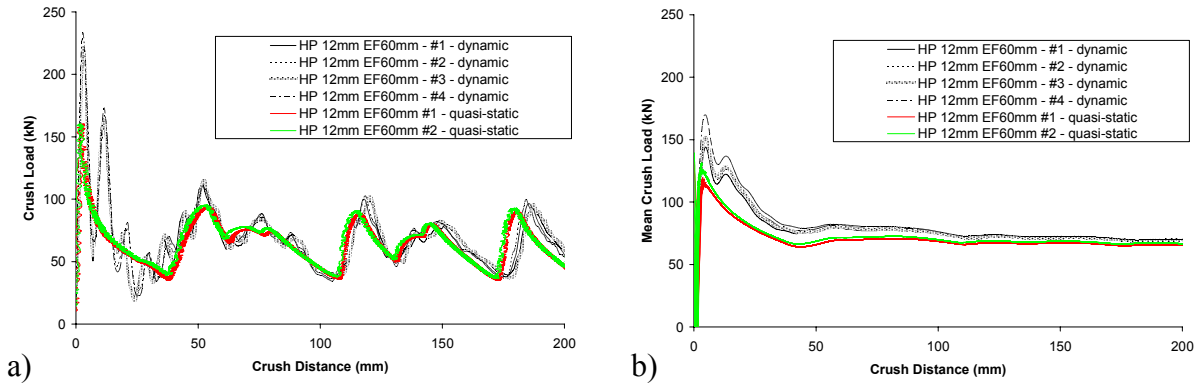 250
200
150
100
50
0
Crush Load (kN)
HP 12mm EF60mm - #1 - dynamic
HP 12mm EF60mm - #2 - dynamic
HP 12mm EF60mm - #3 - dynamic
HP 12mm EF60mm - #4 - dynamic
HP 12mm EF60mm #1 - quasi-static
HP 12mm EF60mm #2 - quasi-static
0 50 100 150 200
Crush Distance (mm)
a)
250
200
150
100
50
0
Mean Crush Load (kN)
HP 12mm EF60mm - #1 - dynamic
HP 12mm EF60mm - #2 - dynamic
HP 12mm EF60mm - #3 - dynamic
HP 12mm EF60mm - #4 - dynamic
HP 12mm EF60mm #1 - quasi-static
HP 12mm EF60mm #2 - quasi-static
0 50 100 150 200
Crush Distance (mm)
b)